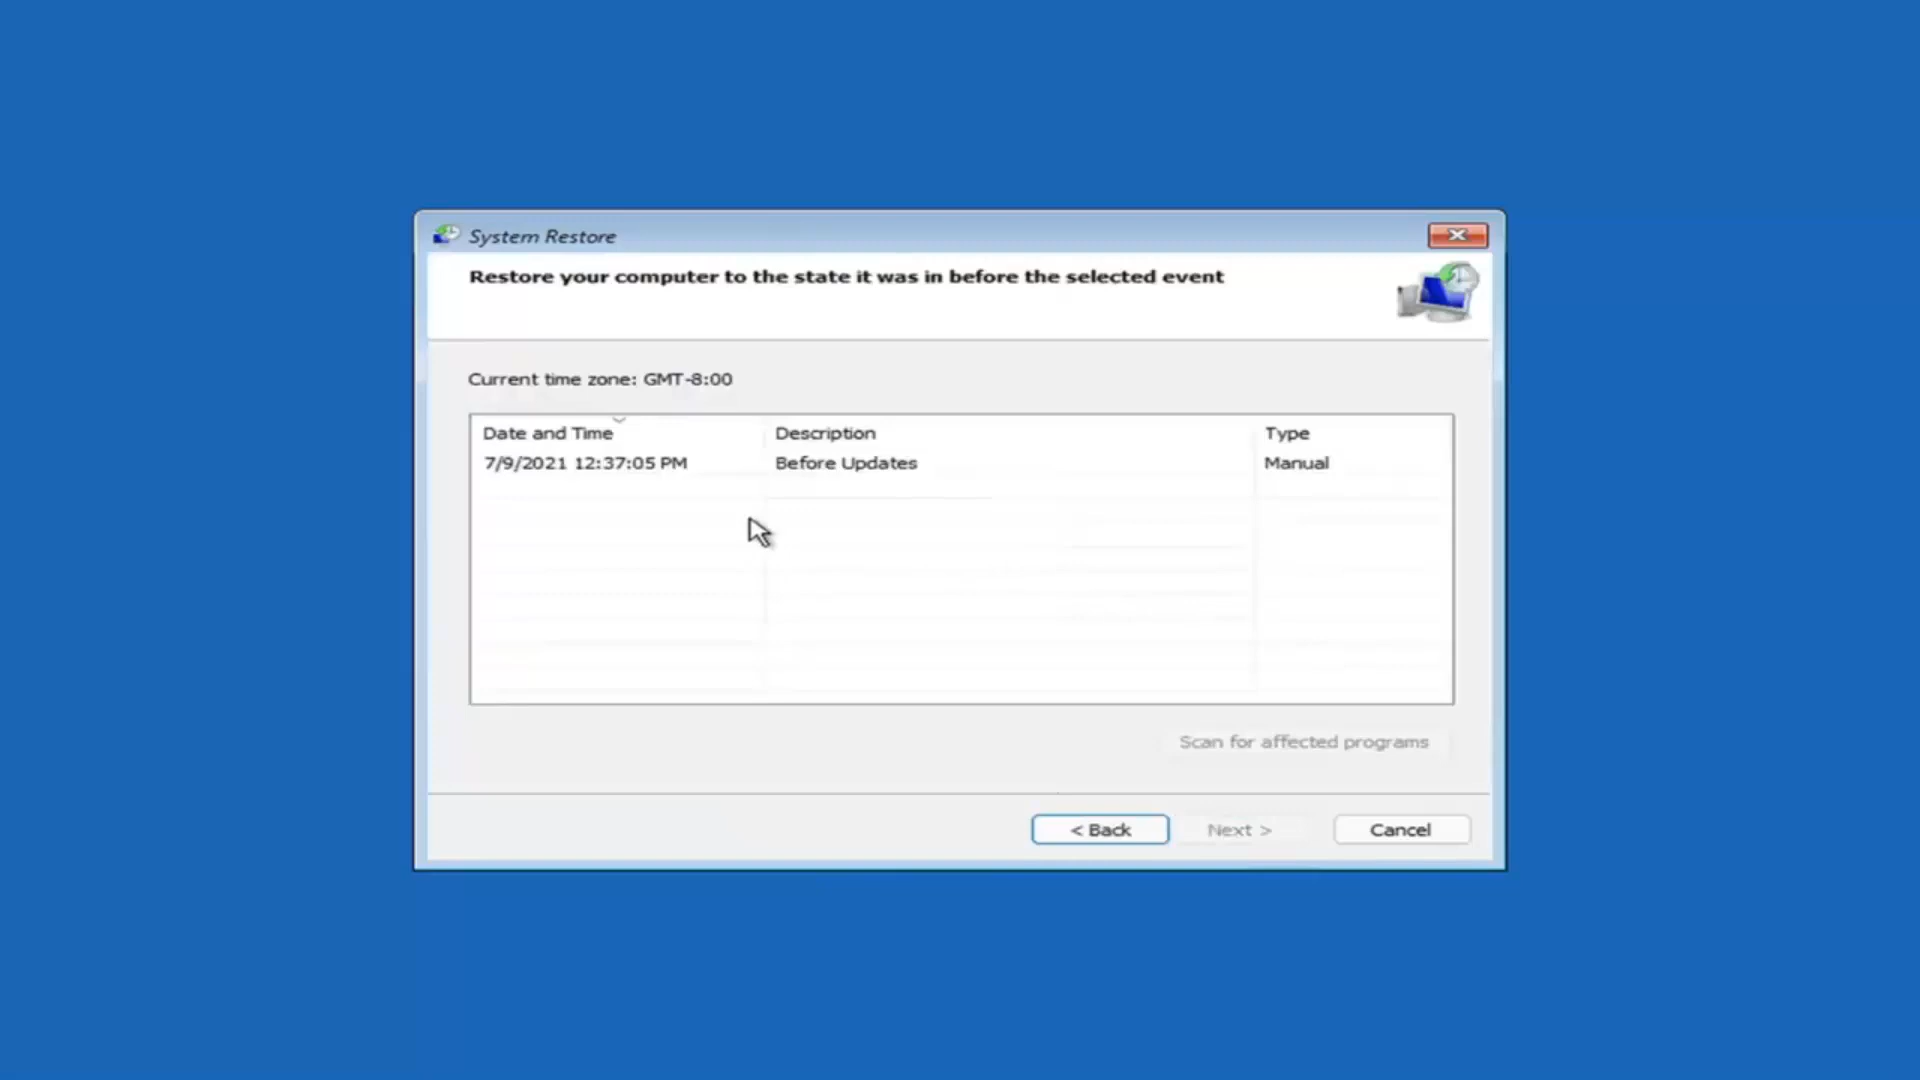 System Restore
Restore your computer to the state it was in before the selected event
Current time zone: GMT-8:00
Date and Time Description Type
7/9/2021 12:37:05 PM Before Updates Manual
Scan for affected programs
< Back Next > Cancel